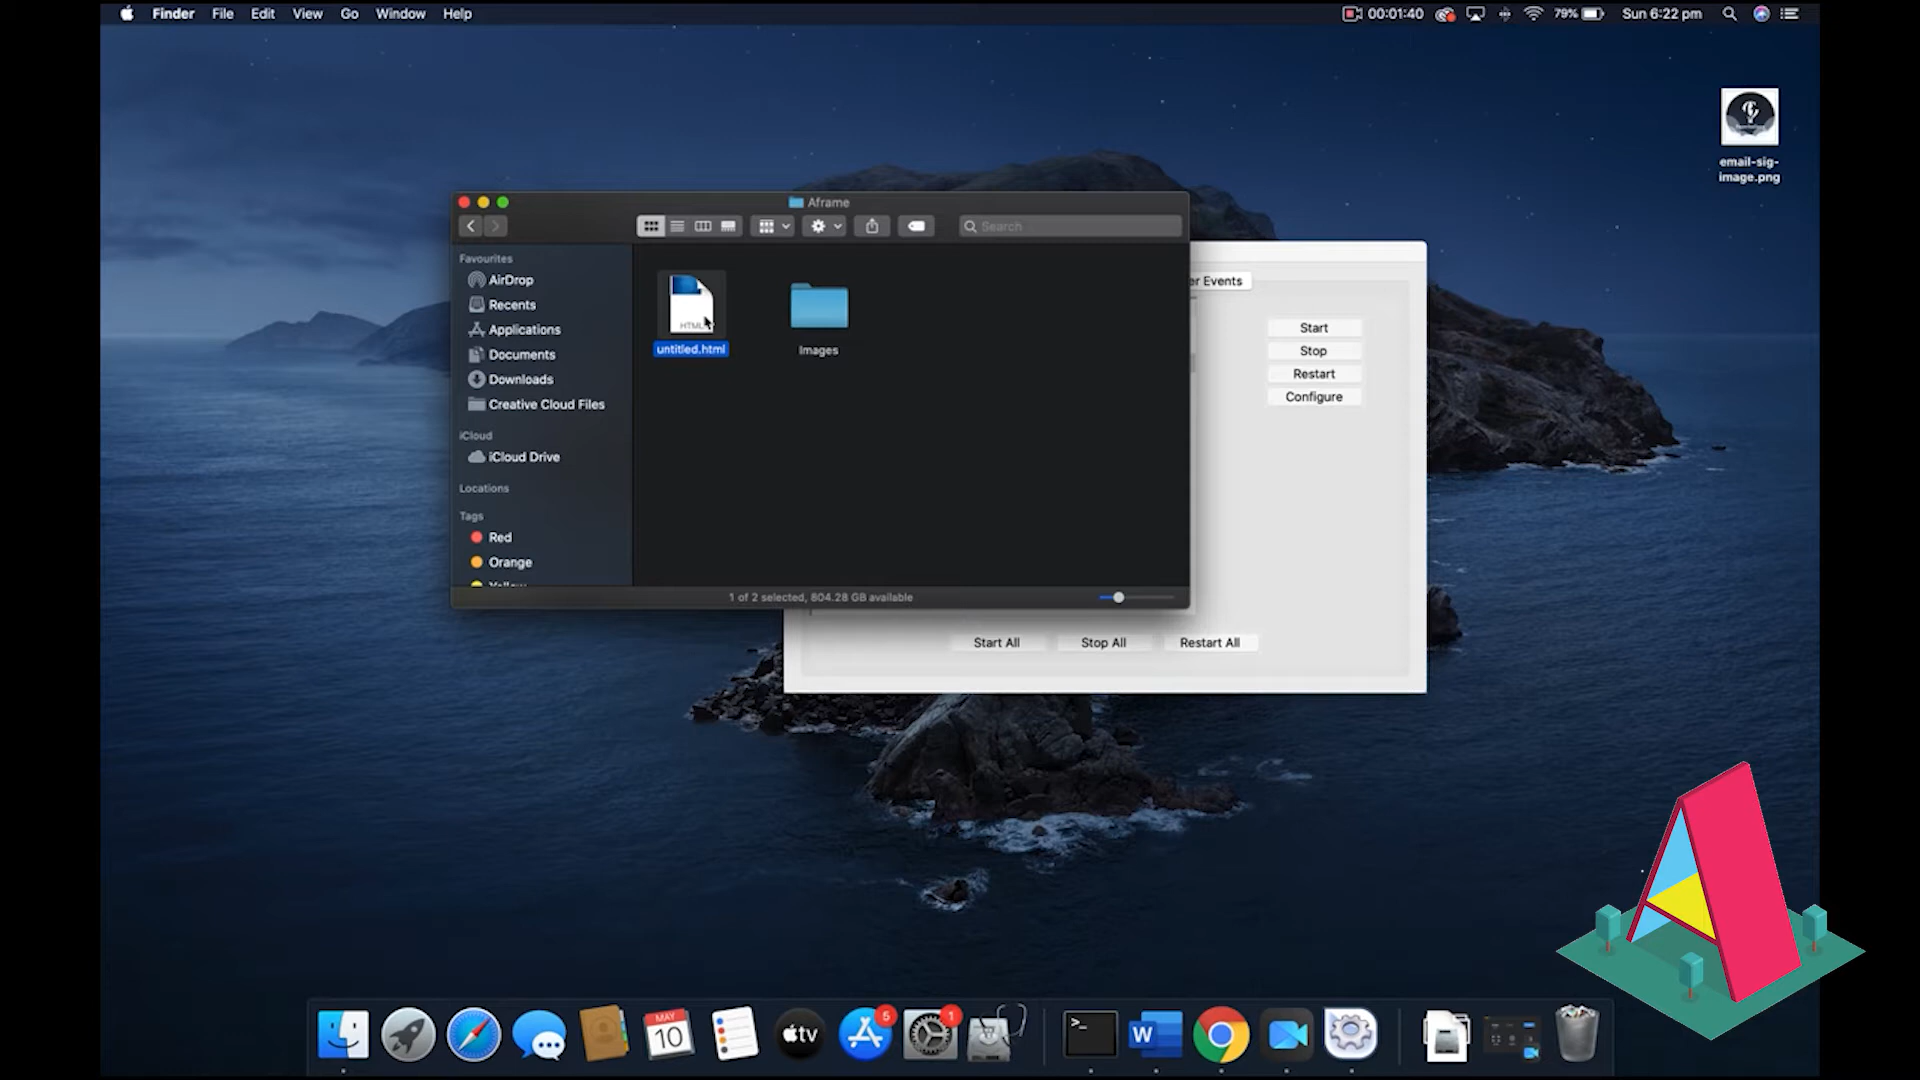 Finder File Edit View Go Window Help
00:01:40 79% Sun 6:22 pm
email-sig-
image.png
Aframe
Search
Favourites
AirDrop
Recents
Applications
Documents
Downloads
Creative Cloud Files
iCloud
iCloud Drive
Locations
Tags
Red
Orange
Yellow
HTML
untitled.html
Images
1 of 2 selected, 804.28 GB available
er Events
Start
Stop
Restart
Configure
Start All Stop All Restart All
MAY
10
tv
5
1
>_
W